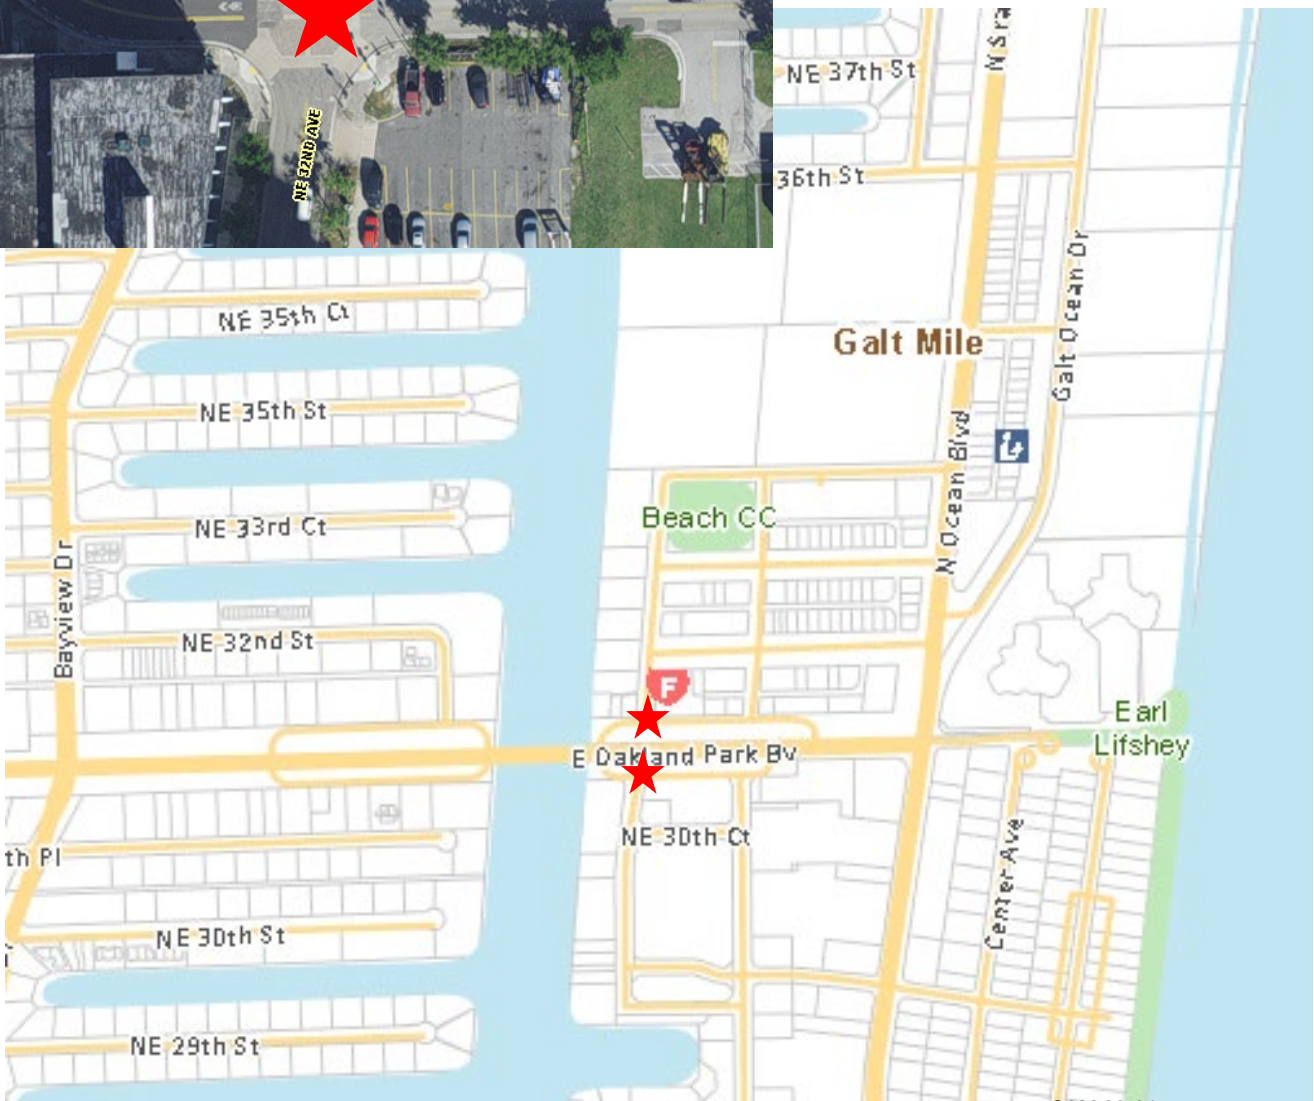 NE 32ND AVE
NE 37th St
36th St
NE 35th Ct
Galt Mile
Galt Ocean Dr
NE 35th St
N Ocean Blvd
Beach CC
NE 33rd Ct
Bayview Dr
NE 32nd St
F
Earl
Lifshey
E Oakland Park Bv
NE 30th Ct
th Pl
Center Ave
NE 30th St
NE 29th St